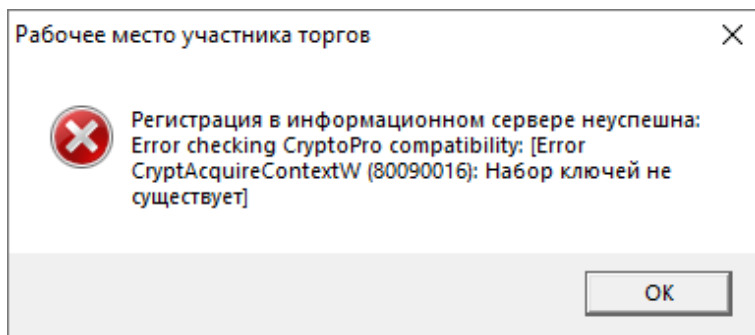 Рабочее место участника торгов
Регистрация в информационном сервере неуспешна:
Error checking CryptoPro compatibility: [Error
CryptAcquireContextW (80090016): Набор ключей не
существует]
ОК